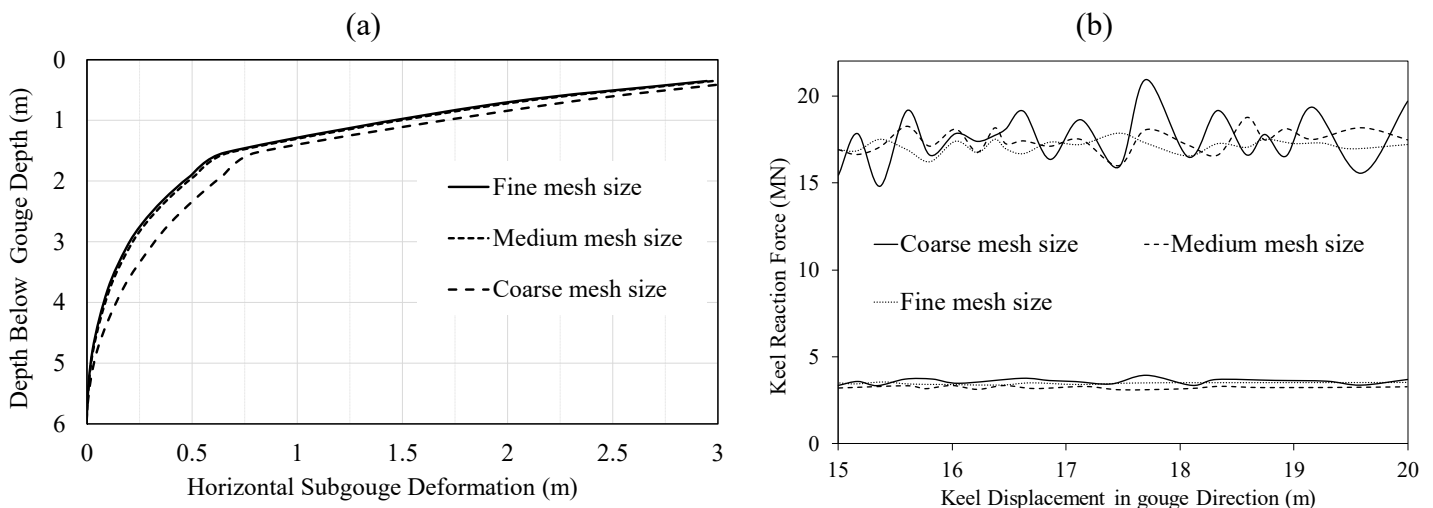 (a)
0
1
2
3
4
5
6
Depth Below Gouge Depth (m)
Fine mesh size
Medium mesh size
Coarse mesh size
0 0.5 1 1.5 2 2.5 3
Horizontal Subgouge Deformation (m)
(b)
20
15
10
5
0
Keel Reaction Force (MN)
Coarse mesh size Medium mesh size
Fine mesh size
15 16 17 18 19 20
Keel Displacement in gouge Direction (m)